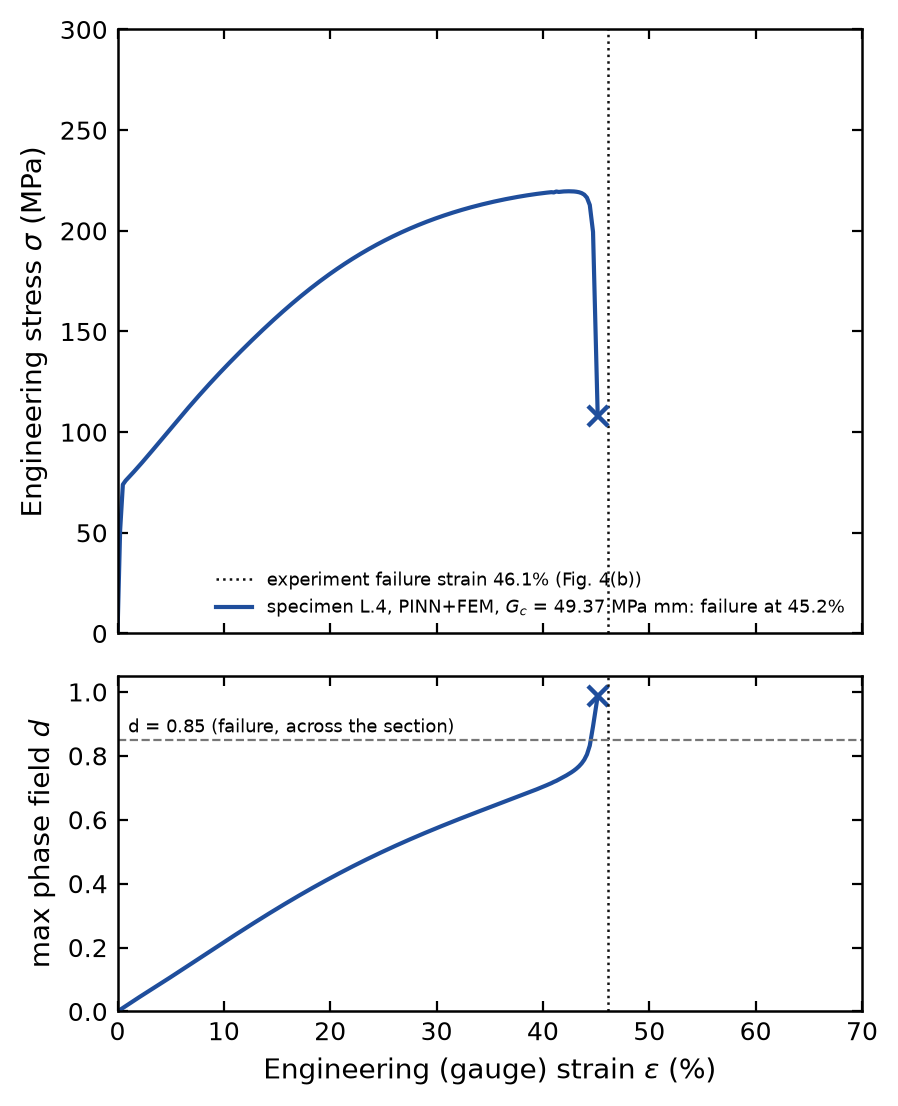 300
250
200
150
100
50
0
Engineering stress σ (MPa)
experiment failure strain 46.1% (Fig. 4(b))
specimen L.4, PINN+FEM, G_c = 49.37 MPa mm: failure at 45.2%
1.0
0.8
0.6
0.4
0.2
0.0
max phase field d
d = 0.85 (failure, across the section)
0 10 20 30 40 50 60 70
Engineering (gauge) strain ε (%)